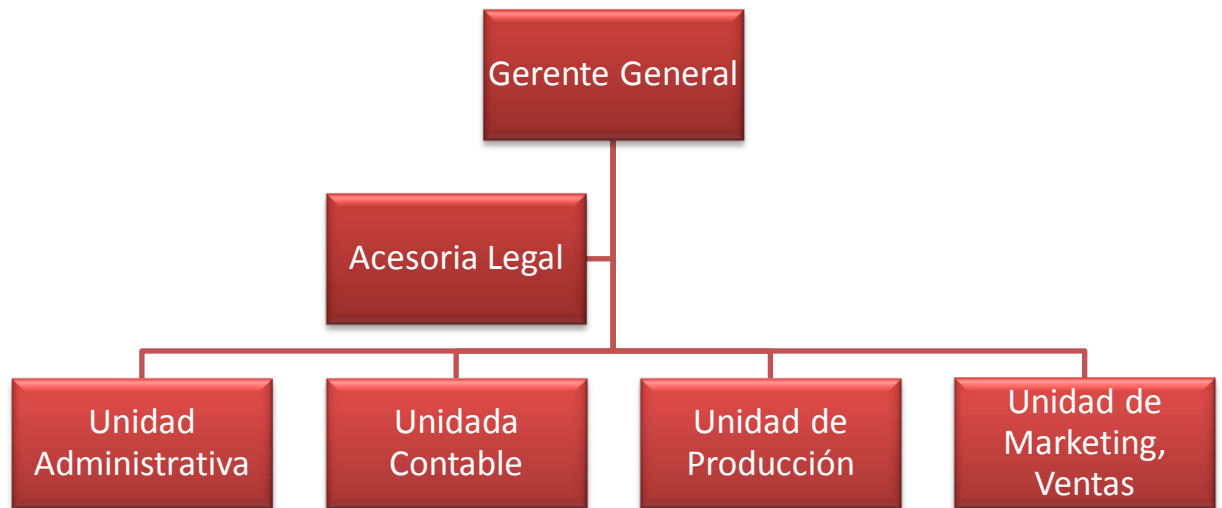 Gerente General
Acesoria Legal
Unidad
Administrativa
Unidada
Contable
Unidad de
Producción
Unidad de
Marketing,
Ventas